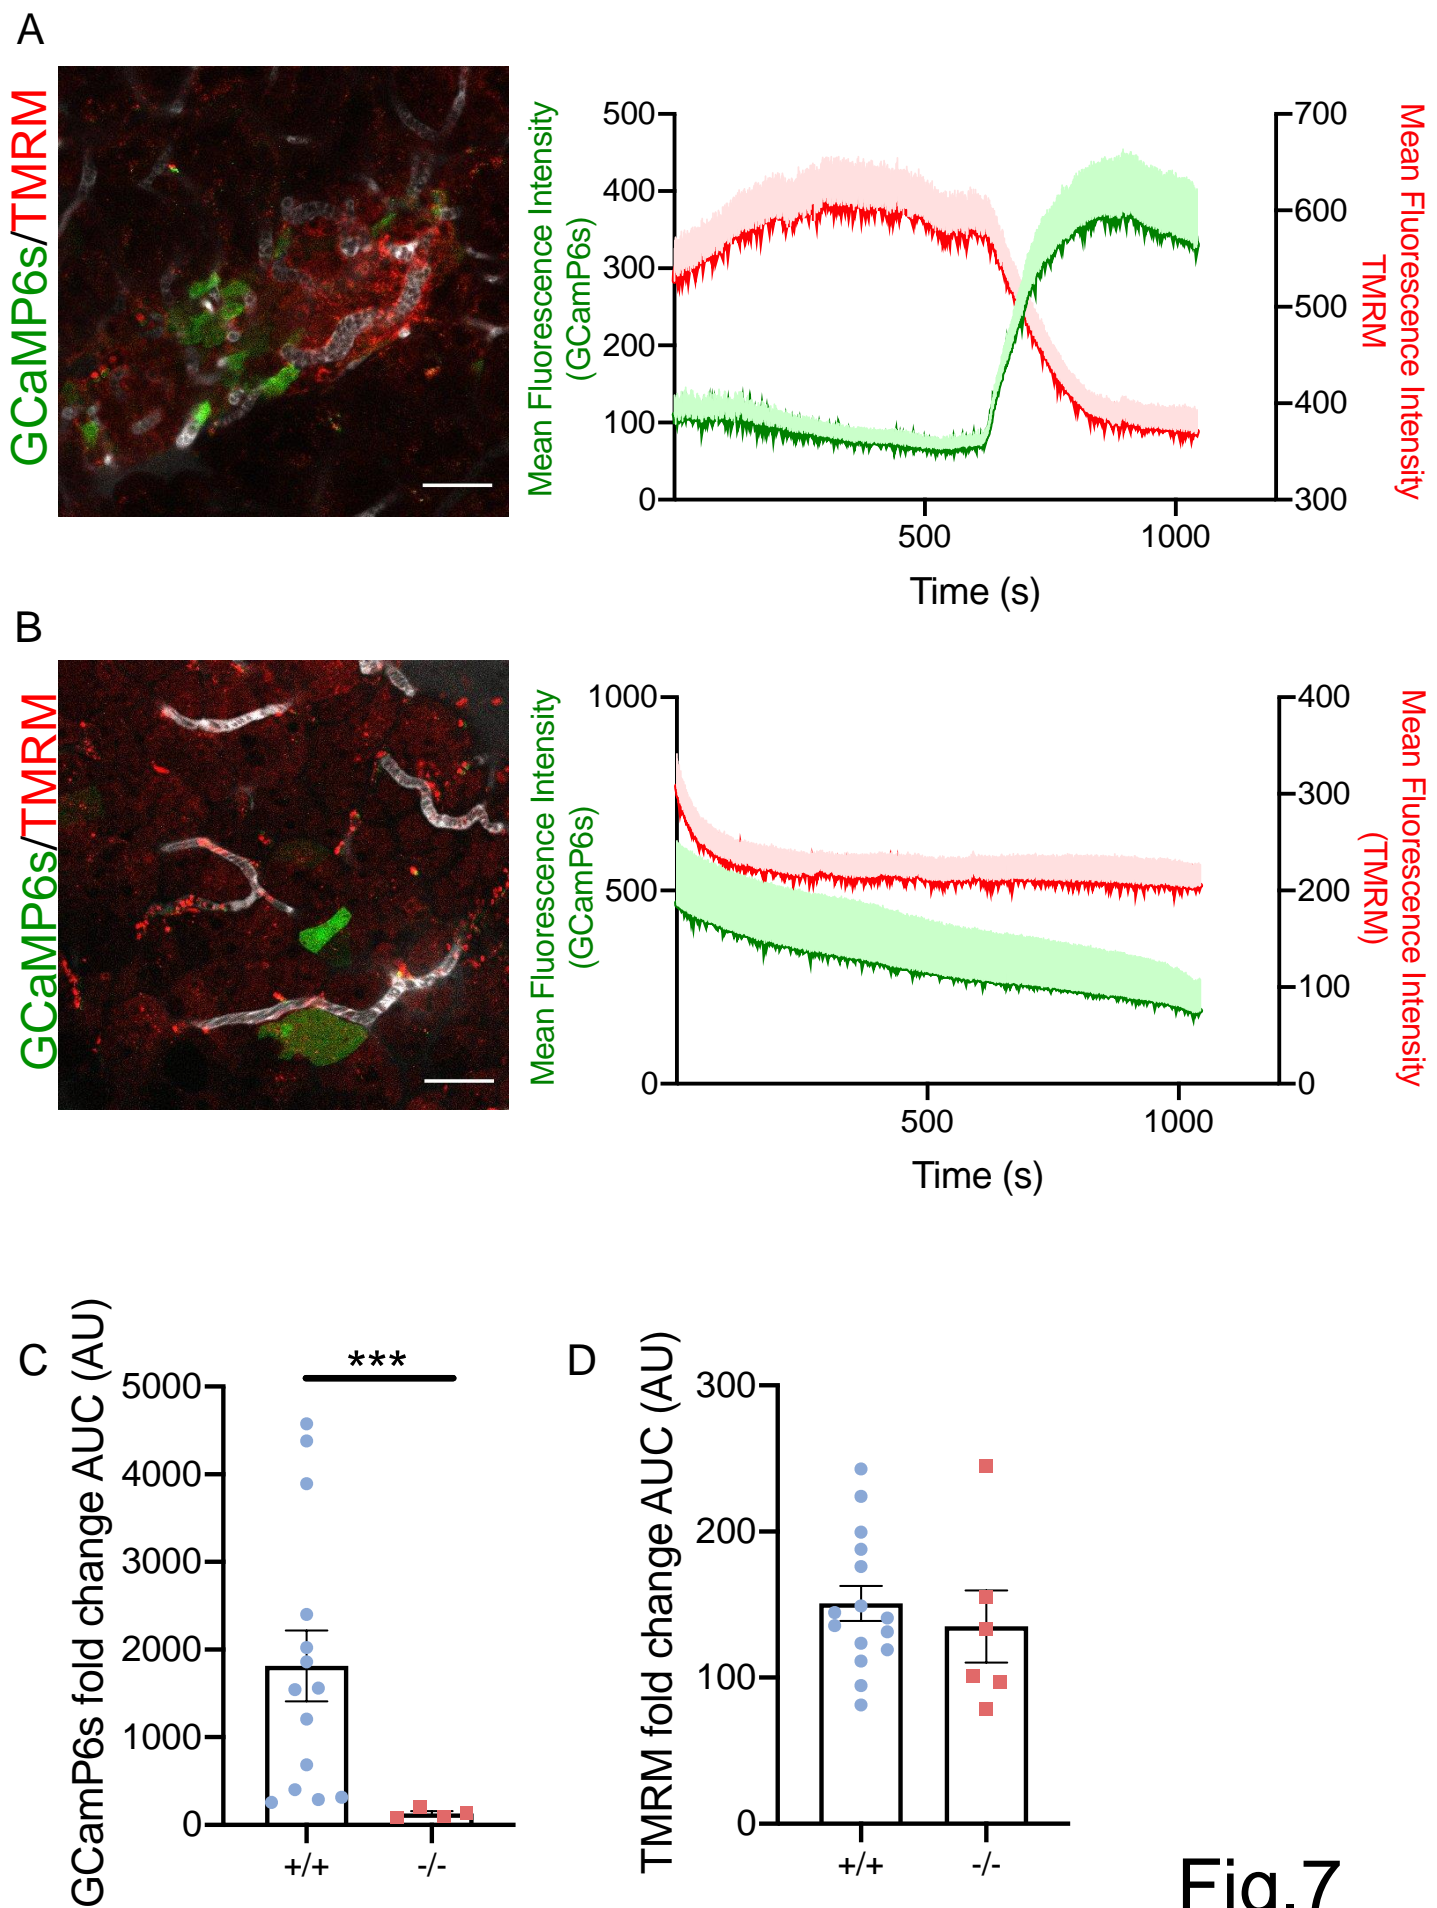 A
GCaMP6s/TMRM
Mean Fluorescence Intensity
(GCamP6s)
500
400
300
200
100
0
700
600
500
400
300
Mean Fluorescence Intensity
TMRM
500
1000
Time (s)
B
GCaMP6s/TMRM
Mean Fluorescence Intensity
(GCamP6s)
1000
500
0
400
300
200
100
0
Mean Fluorescence Intensity
(TMRM)
500
1000
Time (s)
C
GCamP6s fold change AUC (AU)
5000
4000
3000
2000
1000
0
***
+/+
-/-
D
TMRM fold change AUC (AU)
300
200
100
0
+/+
-/-
Fig.7